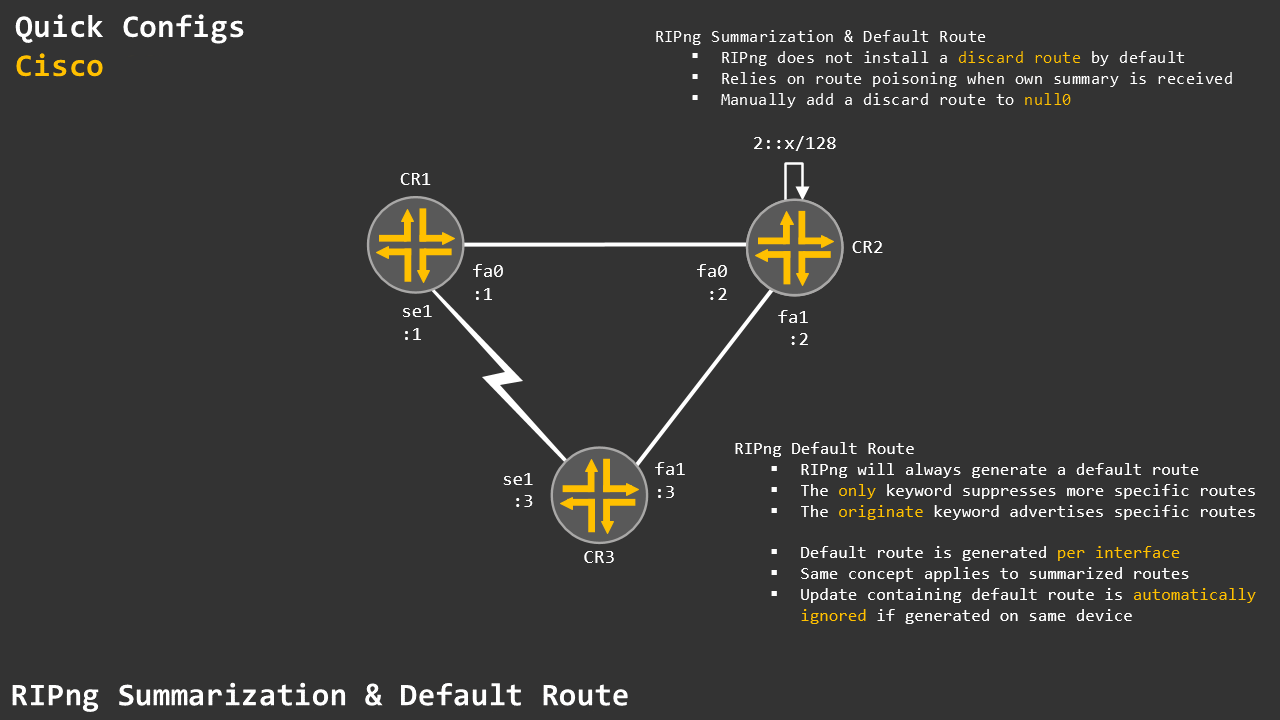 Quick Configs
Cisco
RIPng Summarization & Default Route
▪ RIPng does not install a discard route by default
▪ Relies on route poisoning when own summary is received
▪ Manually add a discard route to null0
2::x/128
CR1
CR2
fa0
:1
fa0
:2
se1
:1
fa1
:2
se1
:3
fa1
:3
CR3
RIPng Default Route
▪ RIPng will always generate a default route
▪ The only keyword suppresses more specific routes
▪ The originate keyword advertises specific routes
▪ Default route is generated per interface
▪ Same concept applies to summarized routes
▪ Update containing default route is automatically
ignored if generated on same device
RIPng Summarization & Default Route